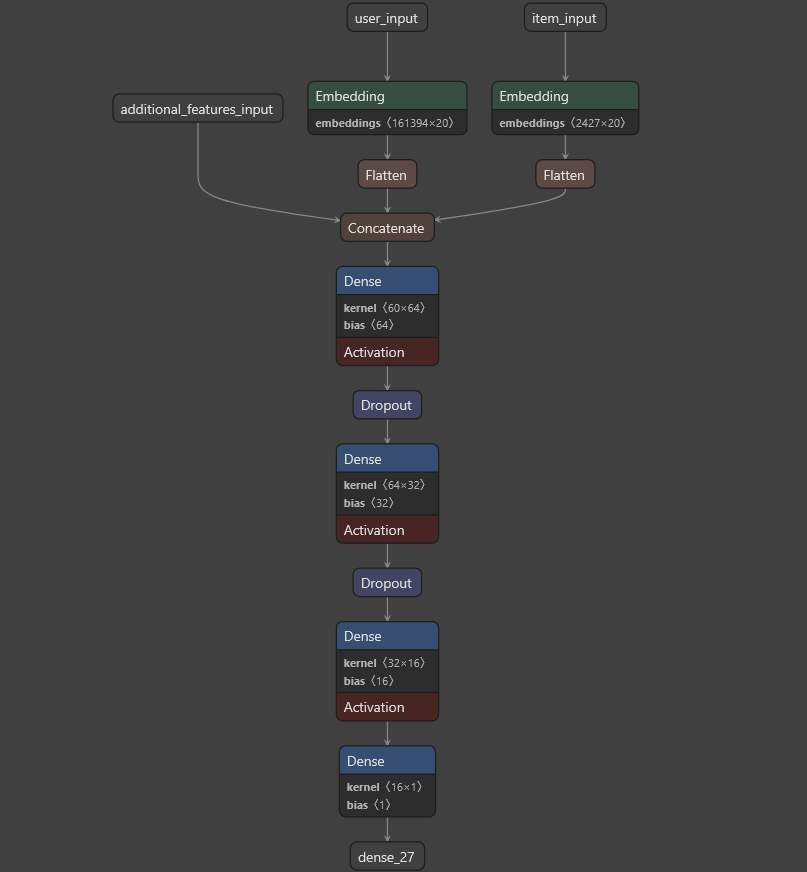 user_input
item_input
additional_features_input
Embedding
embeddings〈161394×20〉
Embedding
embeddings〈2427×20〉
Flatten
Flatten
Concatenate
Dense
kernel〈60×64〉
bias〈64〉
Activation
Dropout
Dense
kernel〈64×32〉
bias〈32〉
Activation
Dropout
Dense
kernel〈32×16〉
bias〈16〉
Activation
Dense
kernel〈16×1〉
bias〈1〉
dense_27